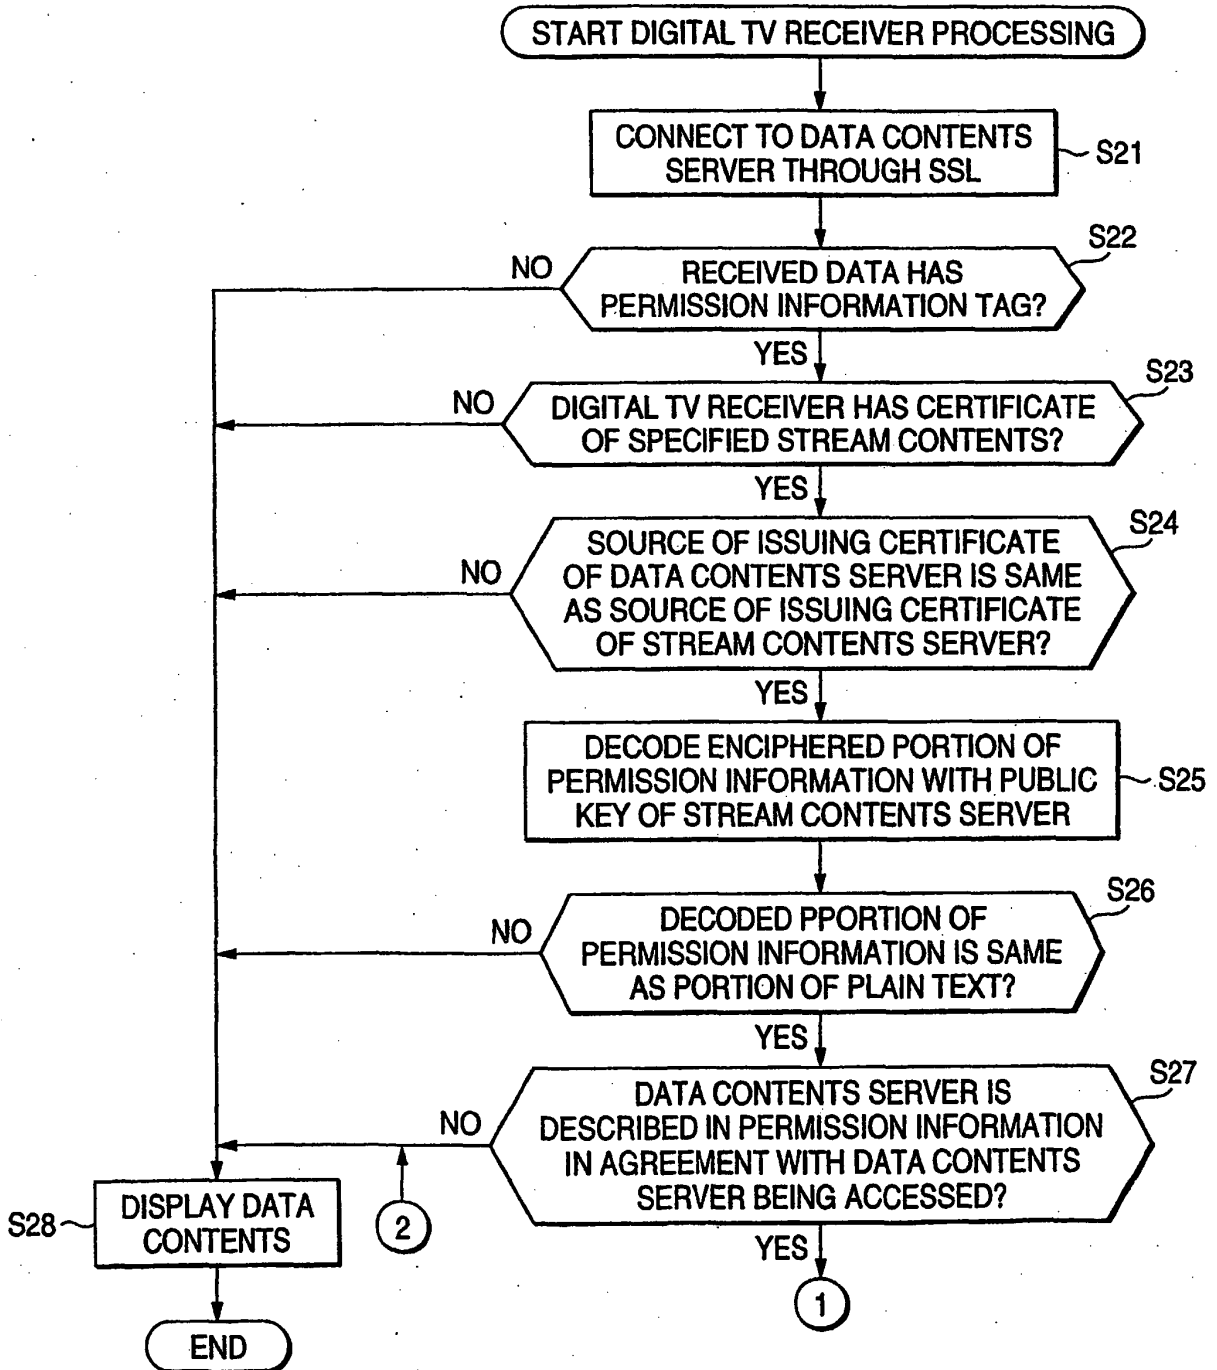 START DIGITAL TV RECEIVER PROCESSING
CONNECT TO DATA CONTENTS
SERVER THROUGH SSL
S21
S22
NO
RECEIVED DATA HAS
PERMISSION INFORMATION TAG?
YES
S23
NO
DIGITAL TV RECEIVER HAS CERTIFICATE
OF SPECIFIED STREAM CONTENTS?
YES
S24
NO
SOURCE OF ISSUING CERTIFICATE
OF DATA CONTENTS SERVER IS SAME
AS SOURCE OF ISSUING CERTIFICATE
OF STREAM CONTENTS SERVER?
YES
DECODE ENCIPHERED PORTION OF
PERMISSION INFORMATION WITH PUBLIC
KEY OF STREAM CONTENTS SERVER
S25
S26
NO
DECODED PPORTION OF
PERMISSION INFORMATION IS SAME
AS PORTION OF PLAIN TEXT?
YES
S27
NO
DATA CONTENTS SERVER IS
DESCRIBED IN PERMISSION INFORMATION
IN AGREEMENT WITH DATA CONTENTS
SERVER BEING ACCESSED?
YES
1
2
S28
DISPLAY DATA
CONTENTS
END